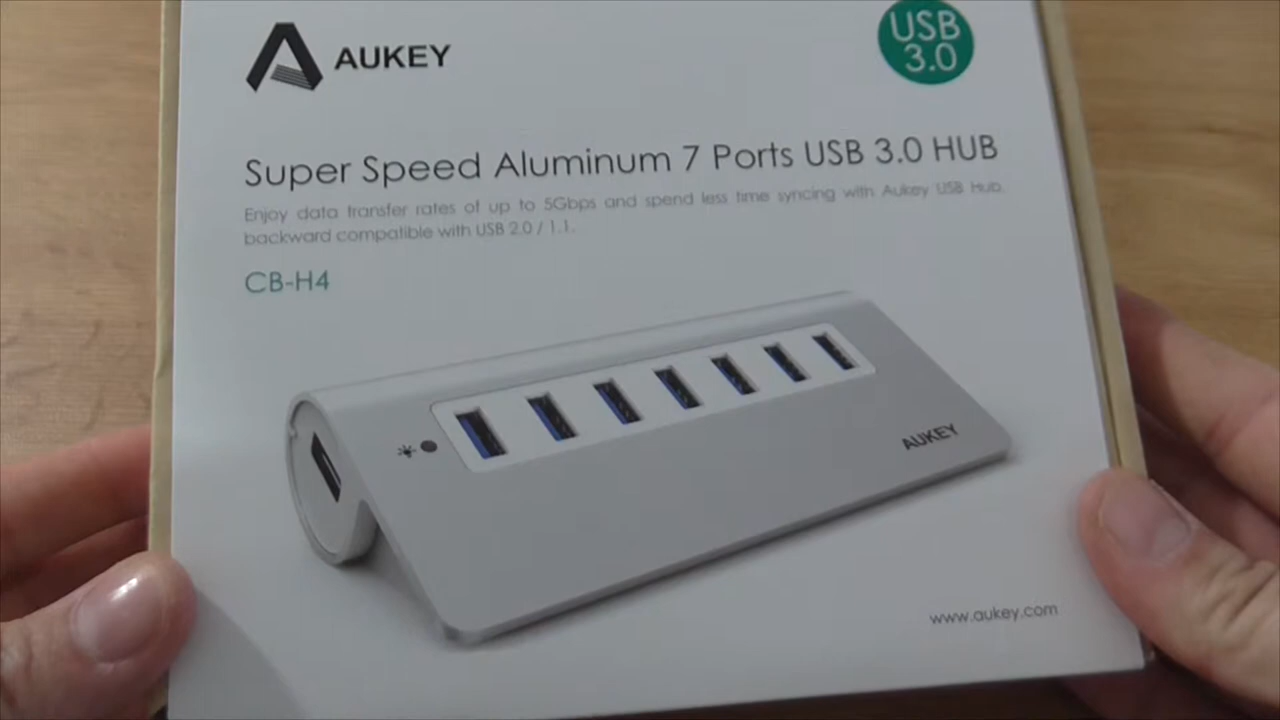 AUKEY
USB
3.0
Super Speed Aluminum 7 Ports USB 3.0 HUB
Enjoy data transfer rates of up to 5Gbps and spend less time syncing with Aukey USB Hub,
backward compatible with USB 2.0 / 1.1.
CB-H4
AUKEY
www.aukey.com